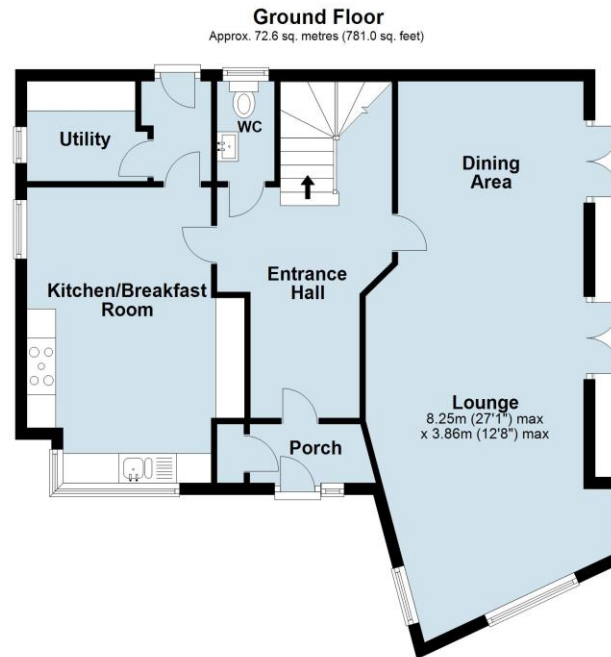 Ground Floor
Approx. 72.6 sq. metres (781.0 sq. feet)
Utility
WC
Dining
Area
Kitchen/Breakfast
Room
Entrance
Hall
Lounge
8.25m (27'1") max
x 3.86m (12'8") max
Porch